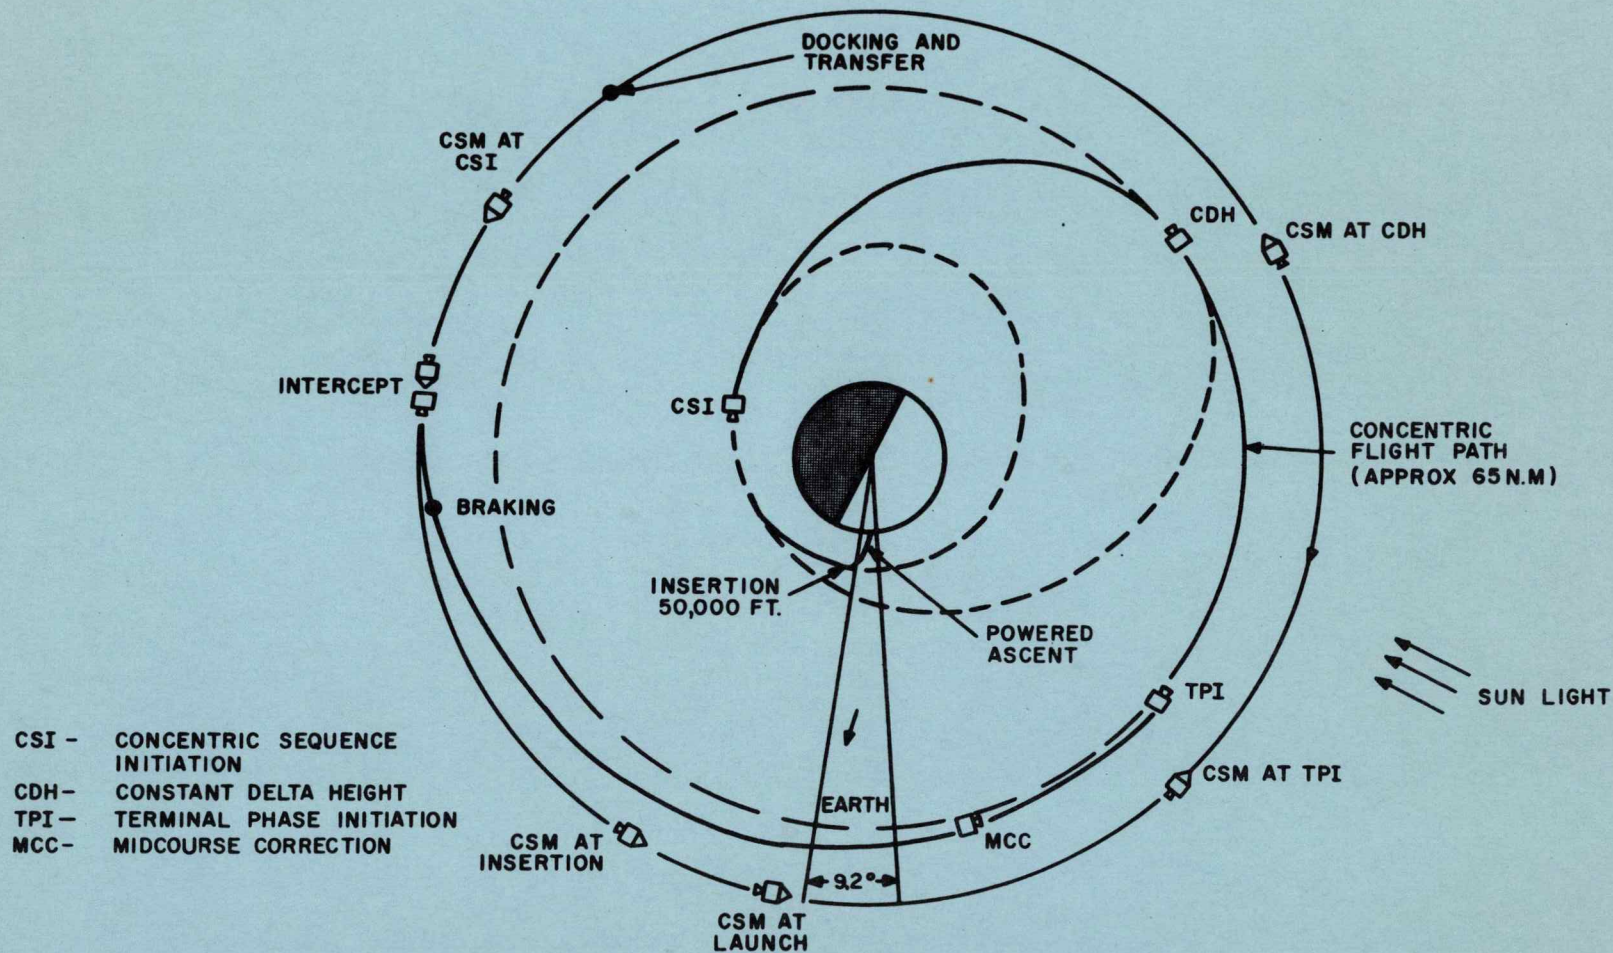 DOCKING AND
TRANSFER
CSM AT
CSI
CDH
CSM AT CDH
INTERCEPT
CSI
CONCENTRIC
FLIGHT PATH
(APPROX 65 N.M)
BRAKING
INSERTION
50,000 FT.
POWERED
ASCENT
TPI
SUN LIGHT
CSM AT TPI
EARTH
MCC
CSM AT
INSERTION
9.2°
CSM AT
LAUNCH
CSI - CONCENTRIC SEQUENCE
INITIATION
CDH- CONSTANT DELTA HEIGHT
TPI- TERMINAL PHASE INITIATION
MCC- MIDCOURSE CORRECTION